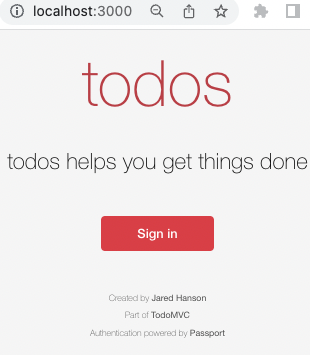 localhost:3000
todos
todos helps you get things done
Sign in
Created by Jared Hanson
Part of TodoMVC
Authentication powered by Passport